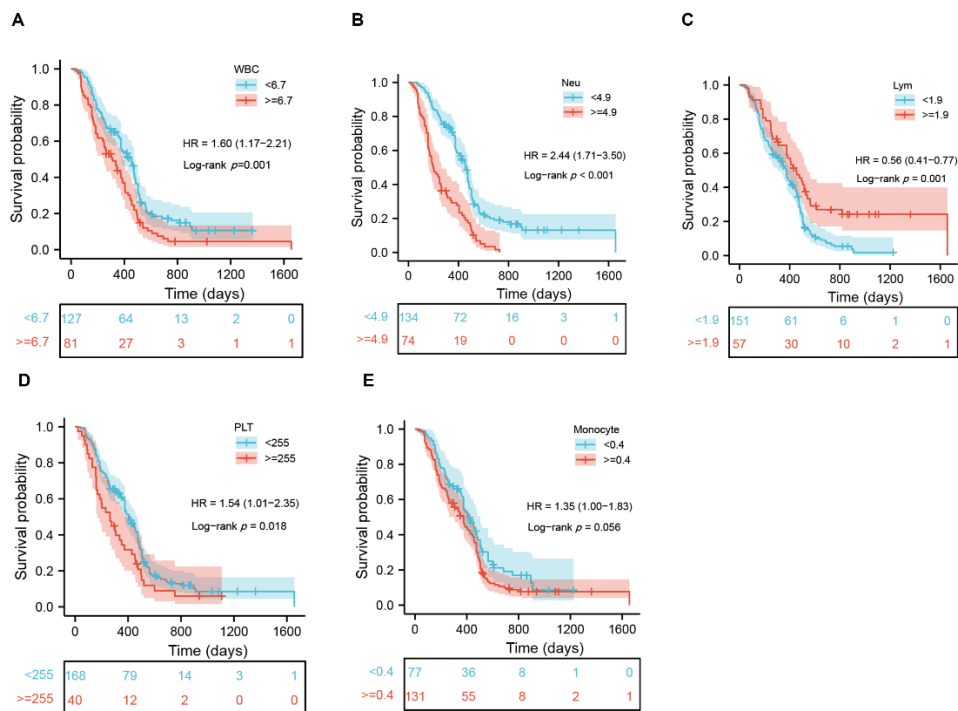 A
WBC
<6.7
>=6.7
HR = 1.60 (1.17−2.21)
Log-rank p=0.001
Survival probability
1.0
0.8
0.6
0.4
0.2
0.0
0 400 800 1200 1600
Time (days)
<6.7 127 64 13 2 0
>=6.7 81 27 3 1 1
B
Neu
<4.9
>=4.9
HR = 2.44 (1.71−3.50)
Log−rank p < 0.001
Survival probability
1.0
0.8
0.6
0.4
0.2
0.0
0 400 800 1200 1600
Time (days)
<4.9 134 72 16 3 1
>=4.9 74 19 0 0 0
C
Lym
<1.9
>=1.9
HR = 0.56 (0.41−0.77)
Log−rank p = 0.001
Survival probability
1.0
0.8
0.6
0.4
0.2
0.0
0 400 800 1200 1600
Time (days)
<1.9 151 61 6 1 0
>=1.9 57 30 10 2 1
D
PLT
<255
>=255
HR = 1.54 (1.01−2.35)
Log−rank p = 0.018
Survival probability
1.0
0.8
0.6
0.4
0.2
0.0
0 400 800 1200 1600
Time (days)
<255 168 79 14 3 1
>=255 40 12 2 0 0
E
Monocyte
<0.4
>=0.4
HR = 1.35 (1.00−1.83)
Log−rank p = 0.056
Survival probability
1.0
0.8
0.6
0.4
0.2
0.0
0 400 800 1200 1600
Time (days)
<0.4 77 36 8 1 0
>=0.4 131 55 8 2 1